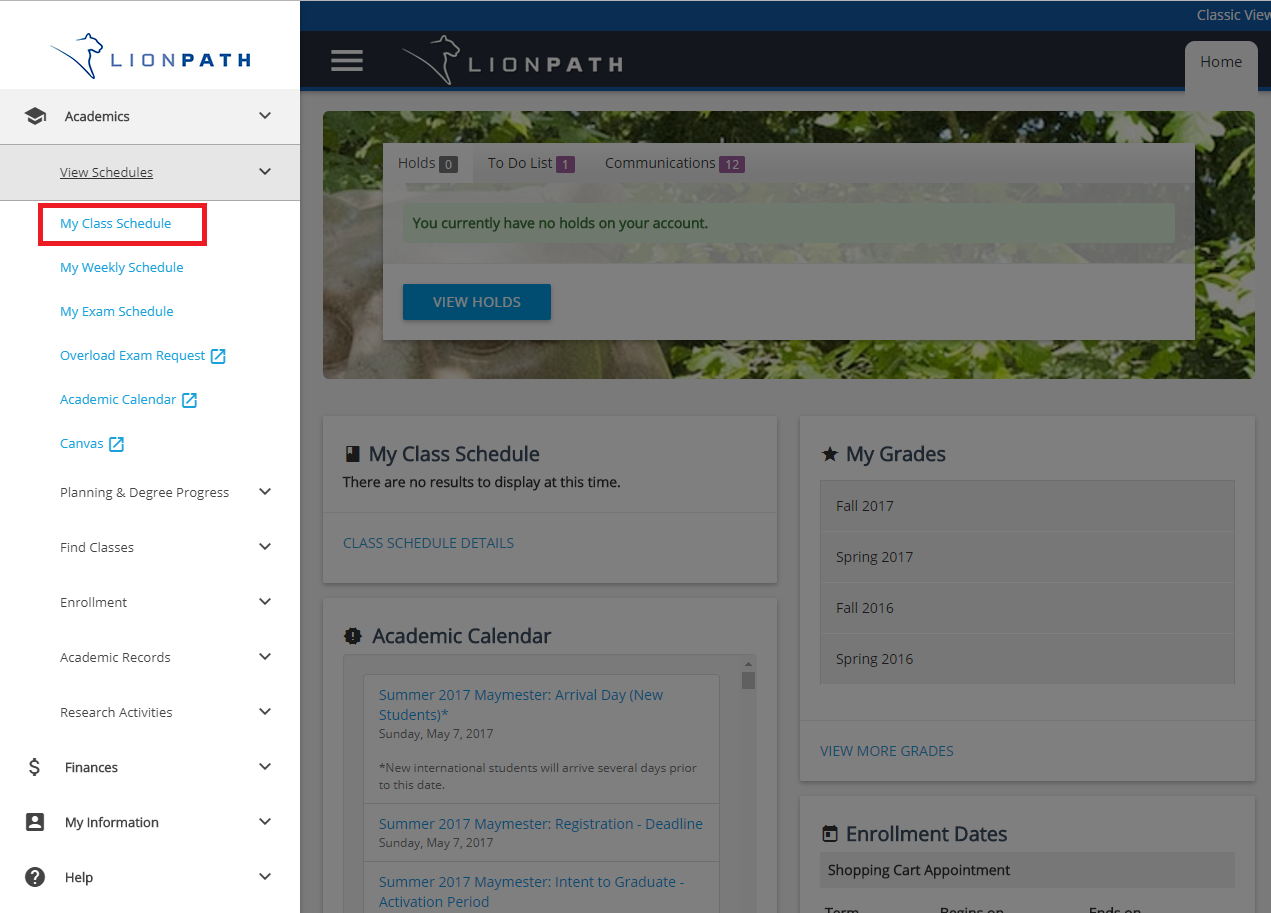 LIONPATH
Academics
View Schedules
My Class Schedule
My Weekly Schedule
My Exam Schedule
Overload Exam Request
Academic Calendar
Canvas
Planning & Degree Progress
Find Classes
Enrollment
Academic Records
Research Activities
Finances
My Information
Help
Classic View
LIONPATH
Home
Holds 0 To Do List 1 Communications 12
You currently have no holds on your account.
VIEW HOLDS
My Class Schedule
There are no results to display at this time.
CLASS SCHEDULE DETAILS
Academic Calendar
Summer 2017 Maymester: Arrival Day (New
Students)*
Sunday, May 7, 2017
*New international students will arrive several days prior
to this date.
Summer 2017 Maymester: Registration - Deadline
Sunday, May 7, 2017
Summer 2017 Maymester: Intent to Graduate -
Activation Period
My Grades
Fall 2017
Spring 2017
Fall 2016
Spring 2016
VIEW MORE GRADES
Enrollment Dates
Shopping Cart Appointment
Term Begins on Ends on